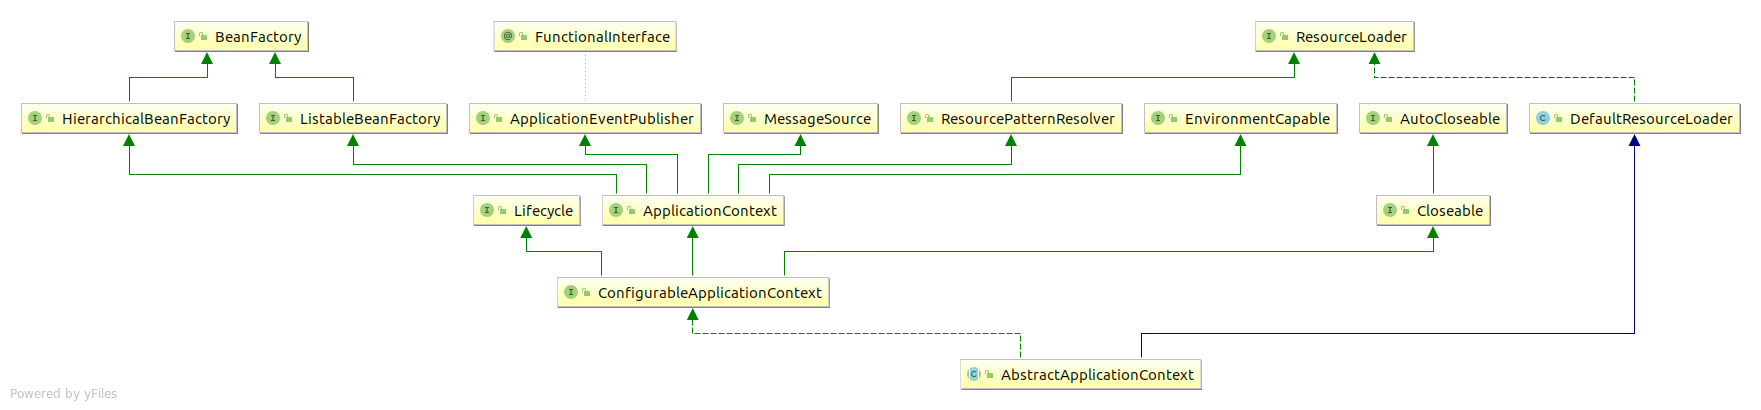 BeanFactory
FunctionalInterface
ResourceLoader
HierarchicalBeanFactory
ListableBeanFactory
ApplicationEventPublisher
MessageSource
ResourcePatternResolver
EnvironmentCapable
AutoCloseable
DefaultResourceLoader
Lifecycle
ApplicationContext
Closeable
ConfigurableApplicationContext
AbstractApplicationContext
Powered by yFiles